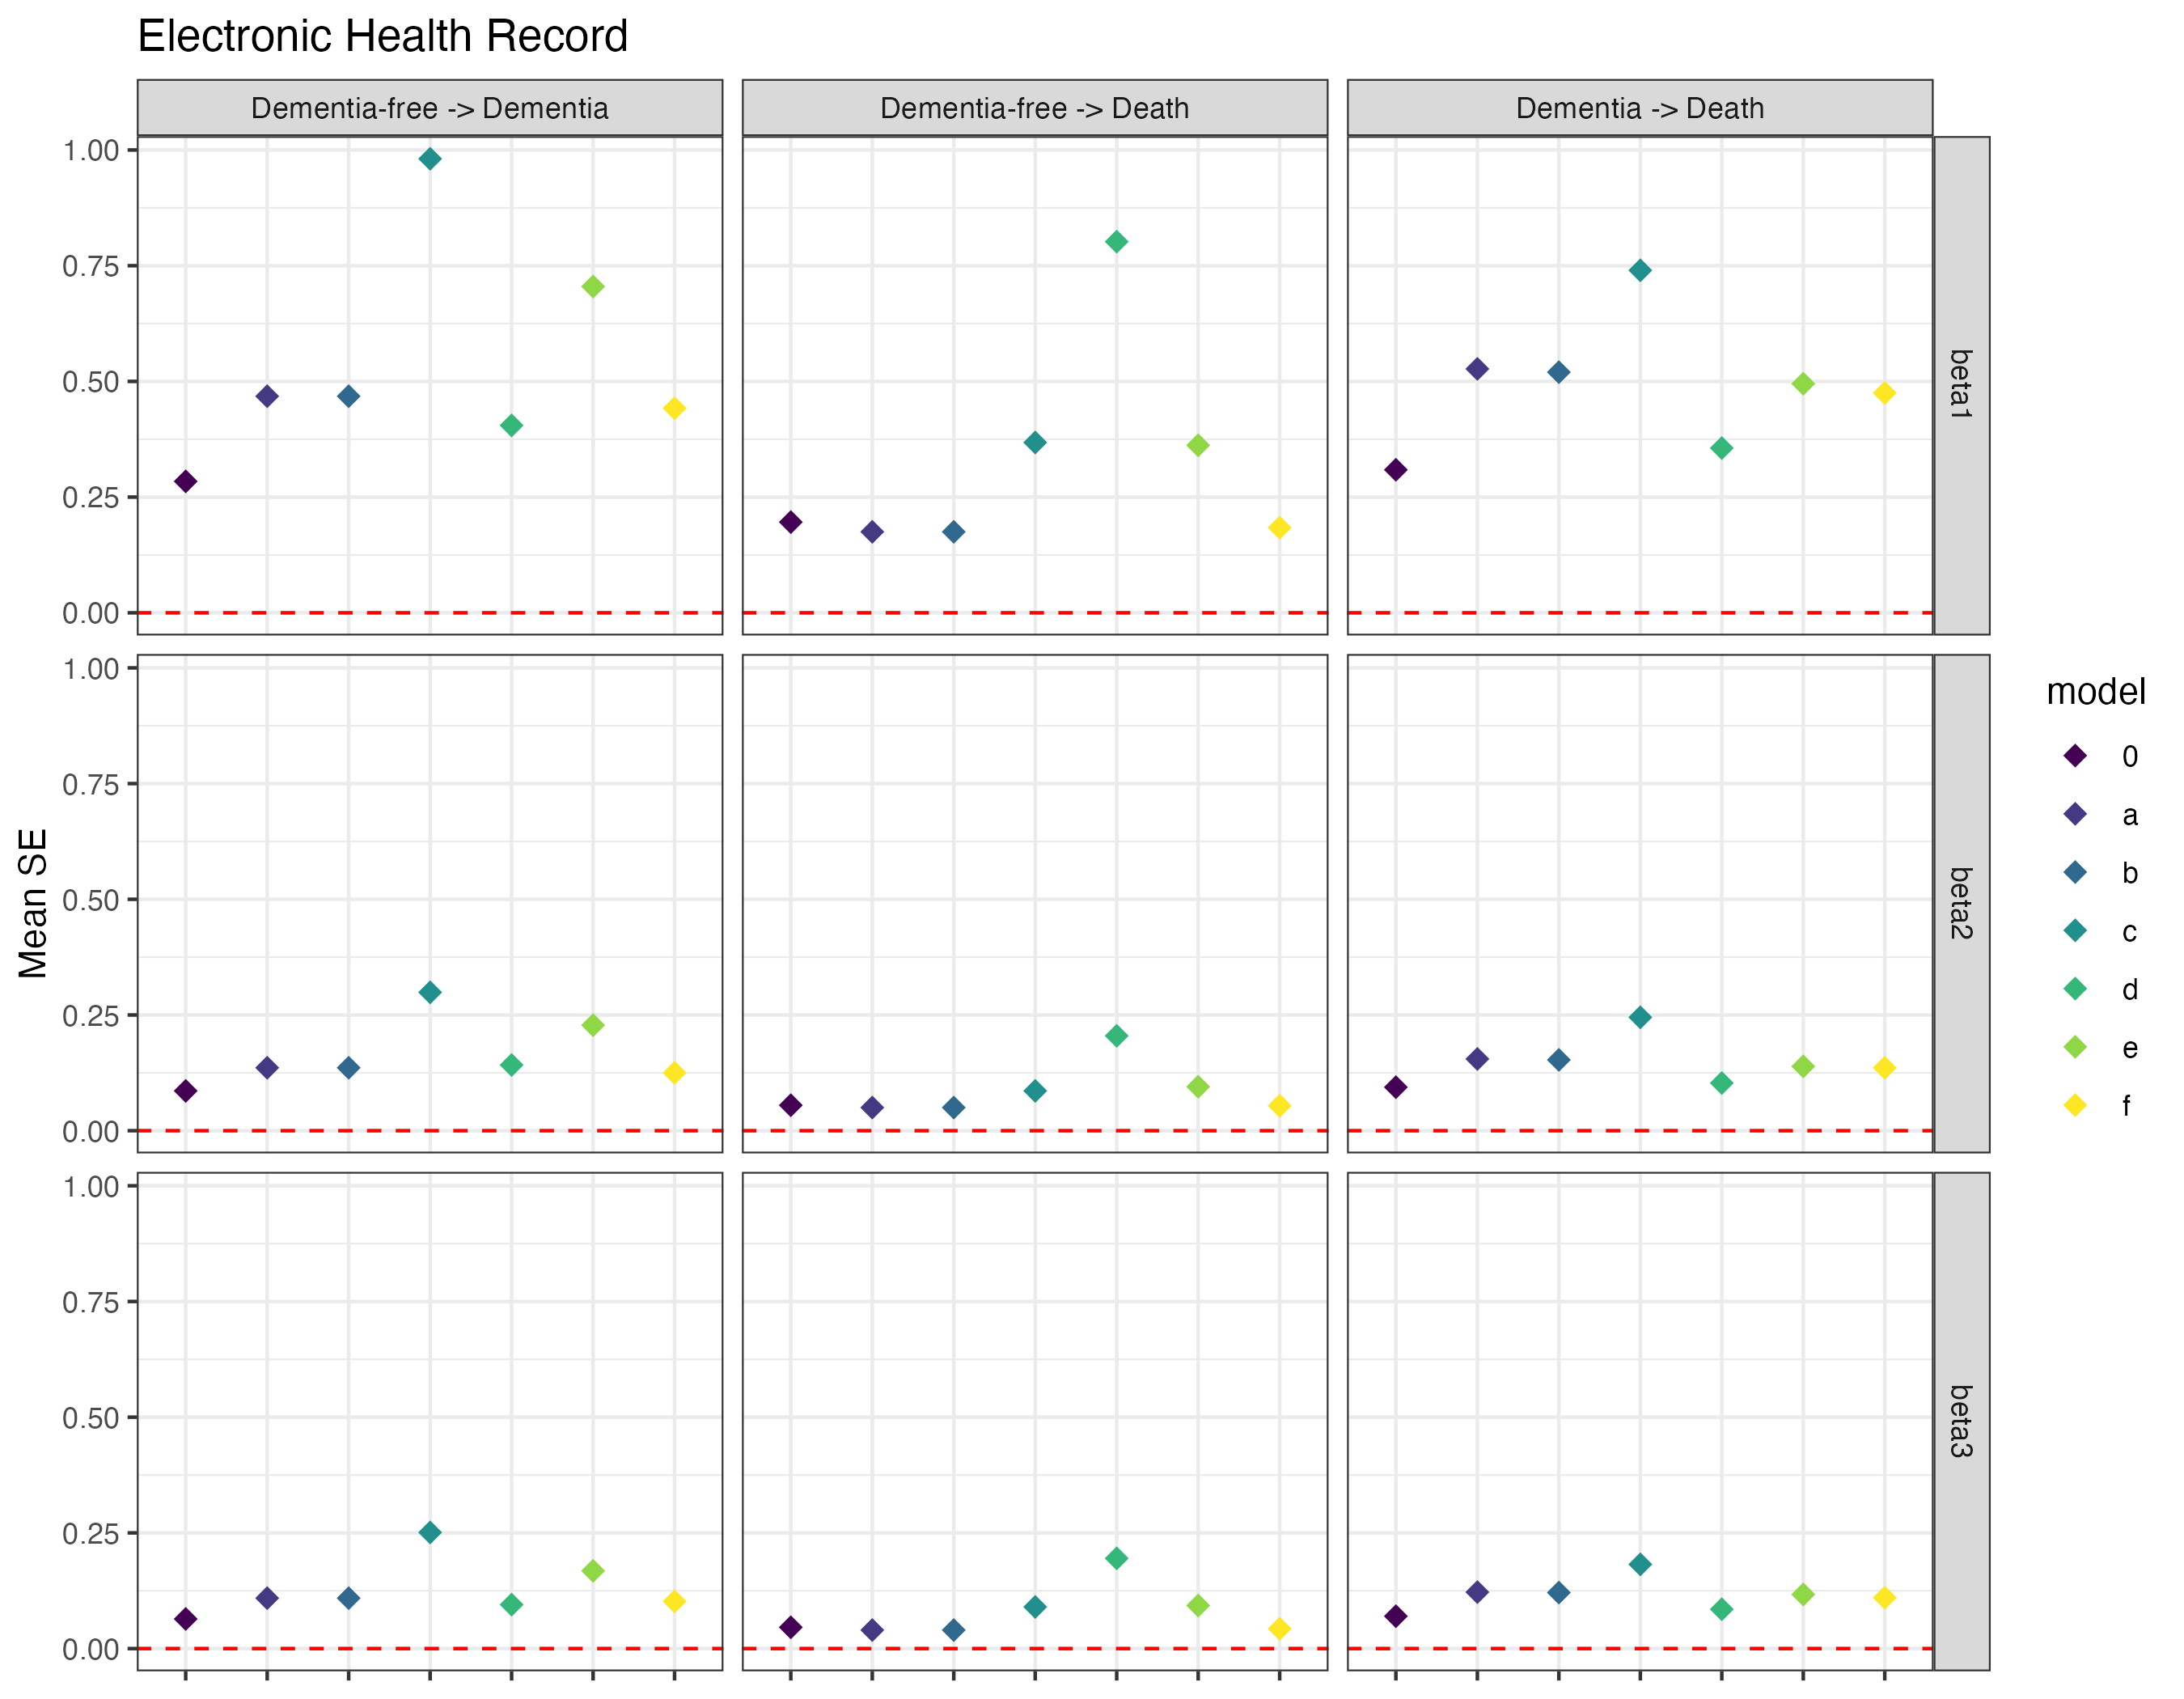 Electronic Health Record
Dementia-free -> Dementia
Dementia-free -> Death
Dementia -> Death
1.00
0.75
0.50
0.25
0.00
beta1
1.00
0.75
0.50
0.25
0.00
beta2
1.00
0.75
0.50
0.25
0.00
beta3
Mean SE
model
0
a
b
c
d
e
f